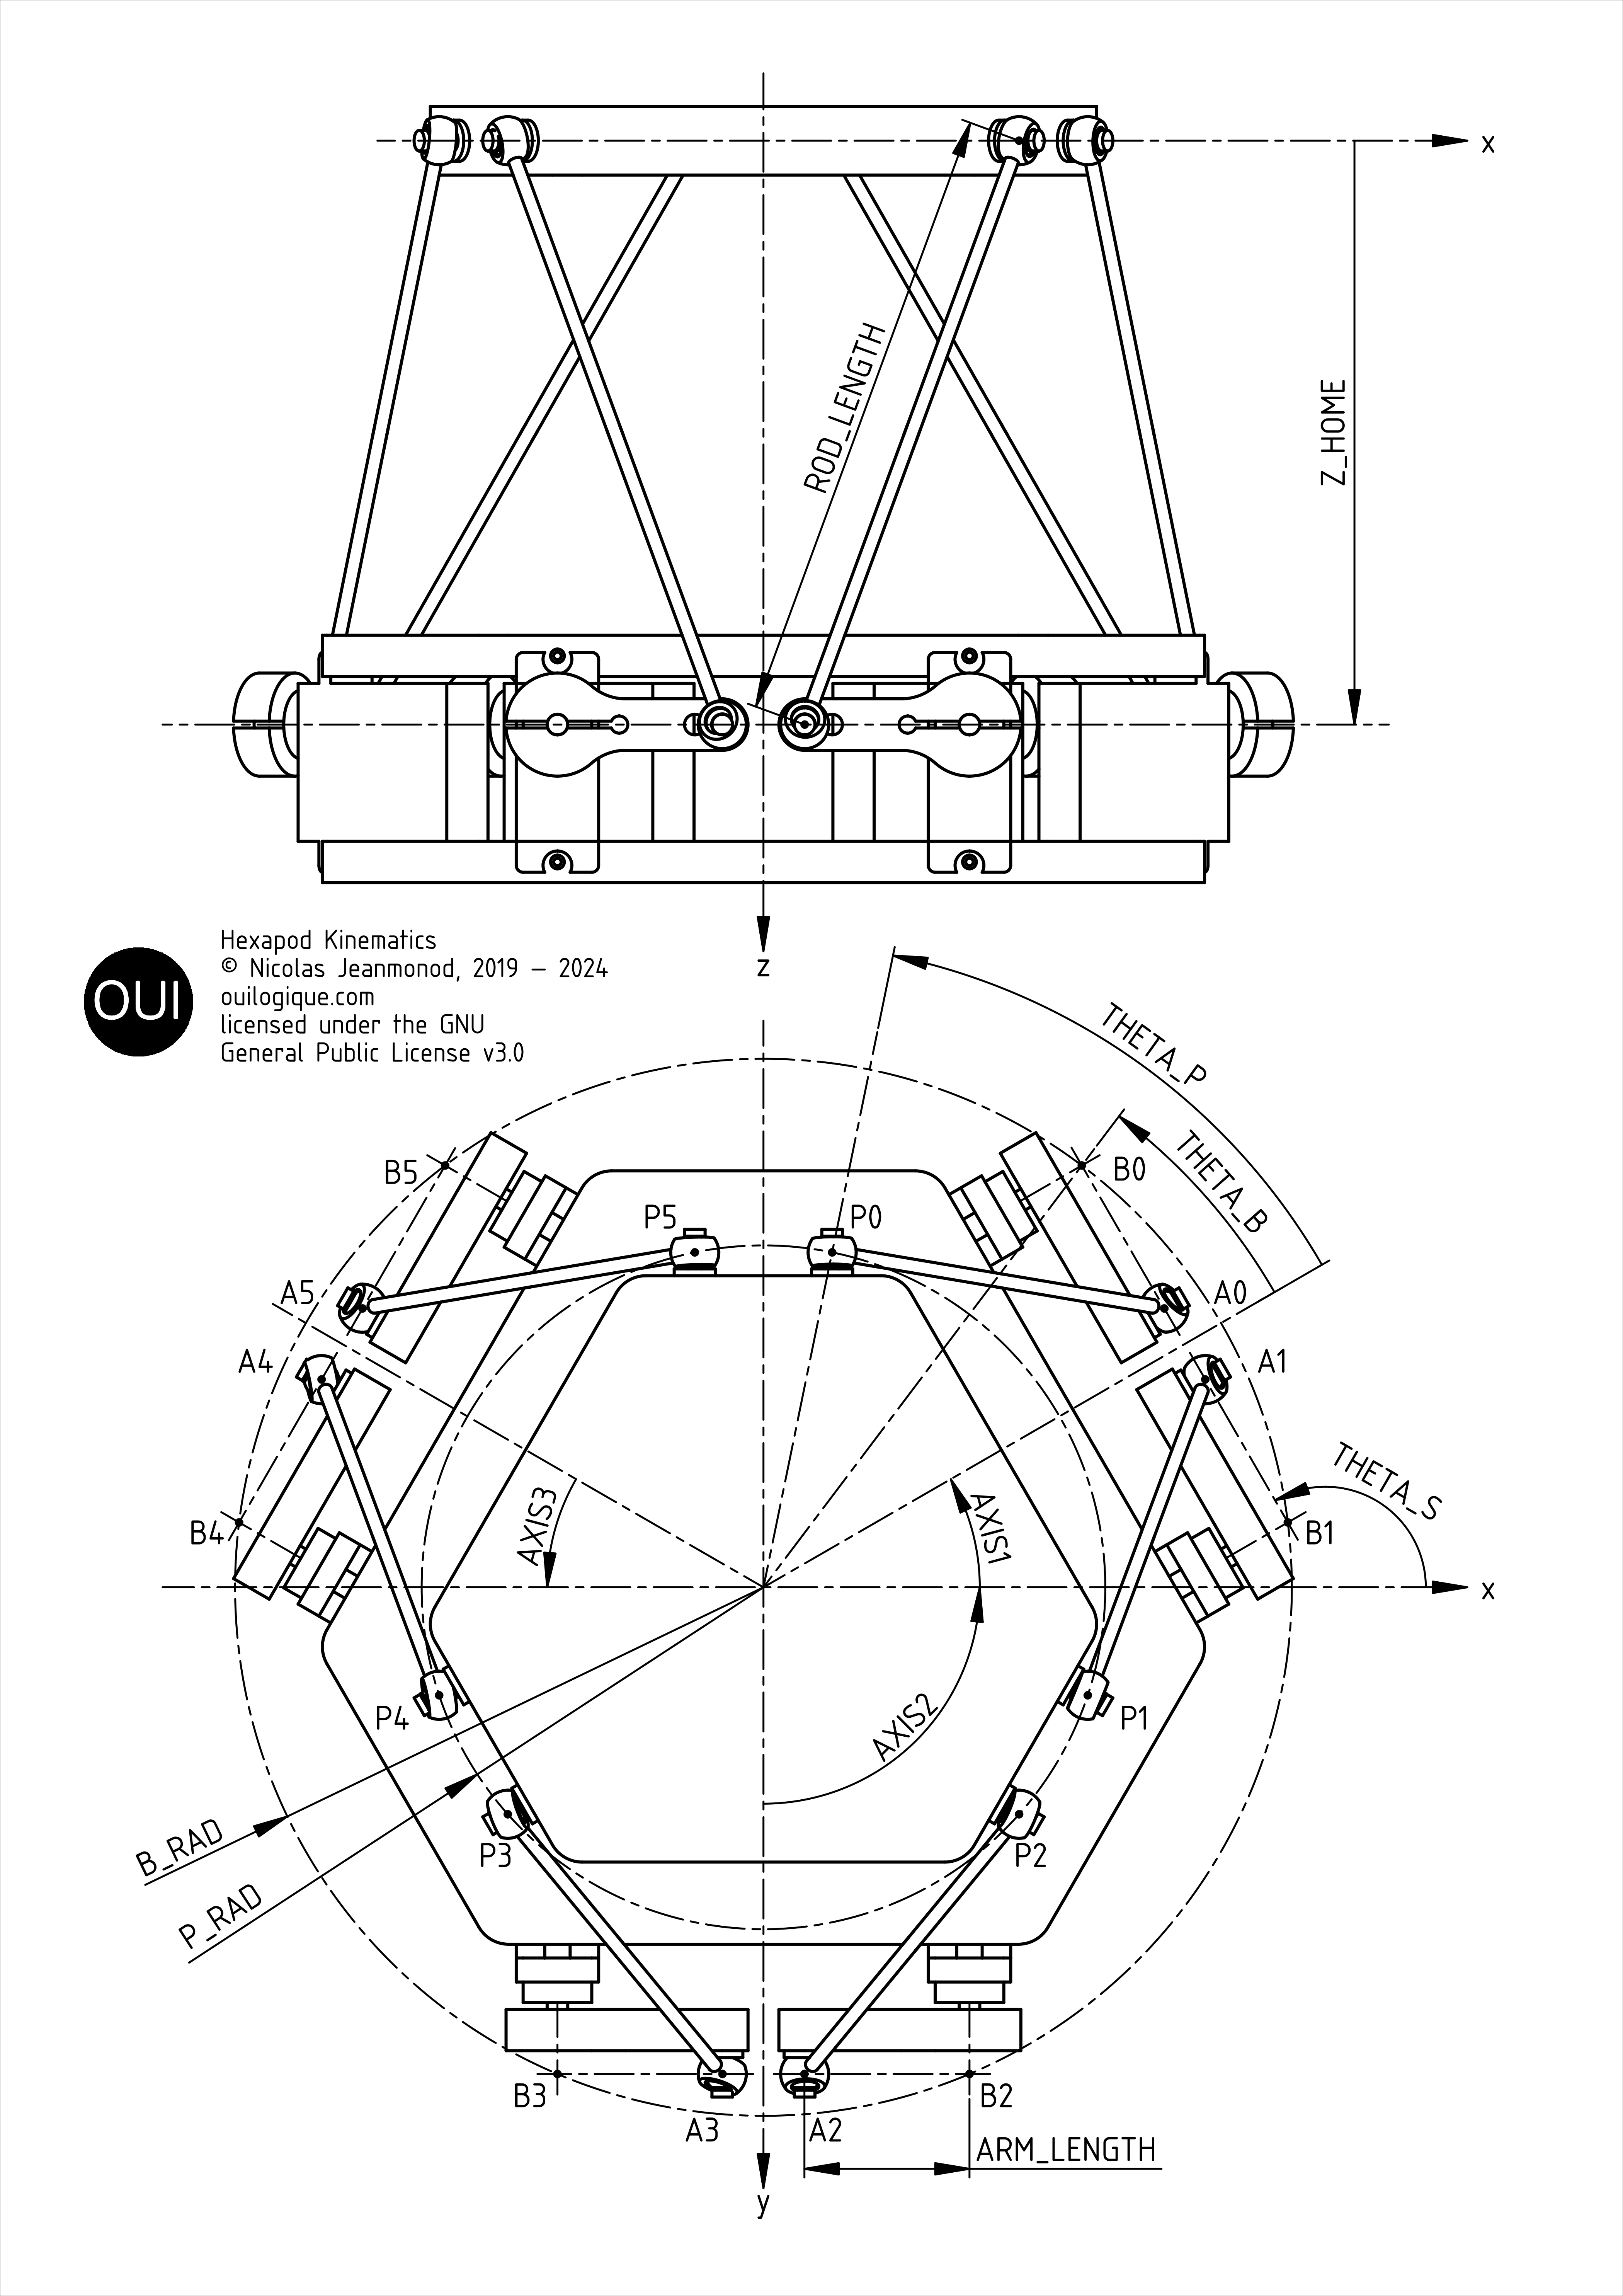 x
ROD_LENGTH
Z_HOME
z
OUI
Hexapod Kinematics
© Nicolas Jeanmonod, 2019 – 2024
ouilogique.com
licensed under the GNU
General Public License v3.0
THETA_P
THETA_B
B5
B0
P5
P0
A5
A0
A4
A1
THETA_S
AXIS3
AXIS1
B4
B1
x
P4
P1
AXIS2
B_RAD
P3
P2
P_RAD
B3
B2
A3
A2
ARM_LENGTH
y